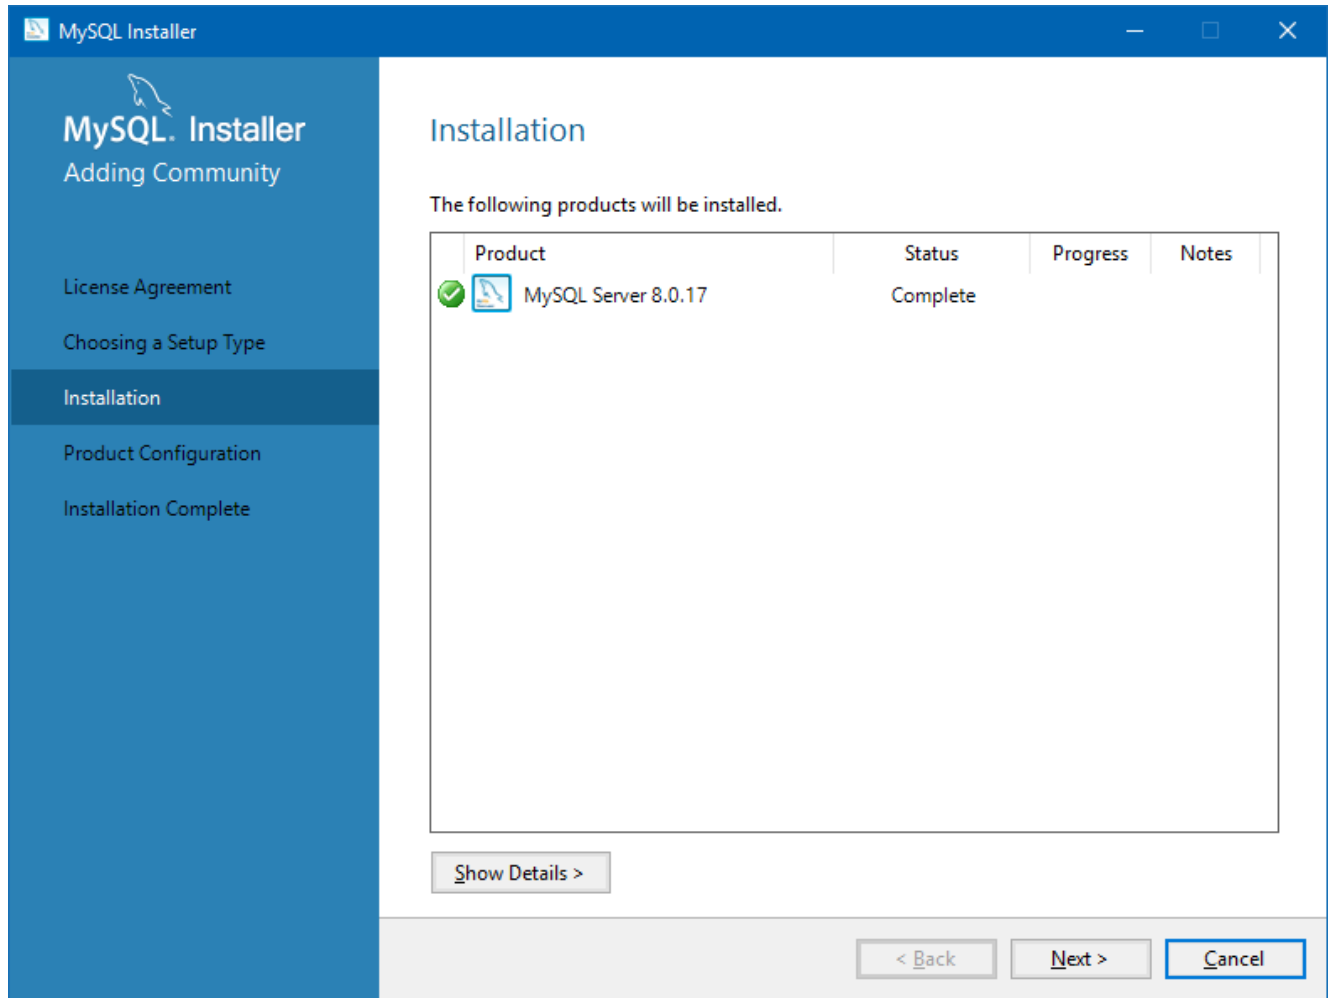 MySQL Installer
MySQL. Installer
Adding Community
License Agreement
Choosing a Setup Type
Installation
Product Configuration
Installation Complete
Installation
The following products will be installed.
Product Status Progress Notes
MySQL Server 8.0.17 Complete
Show Details >
< Back Next > Cancel